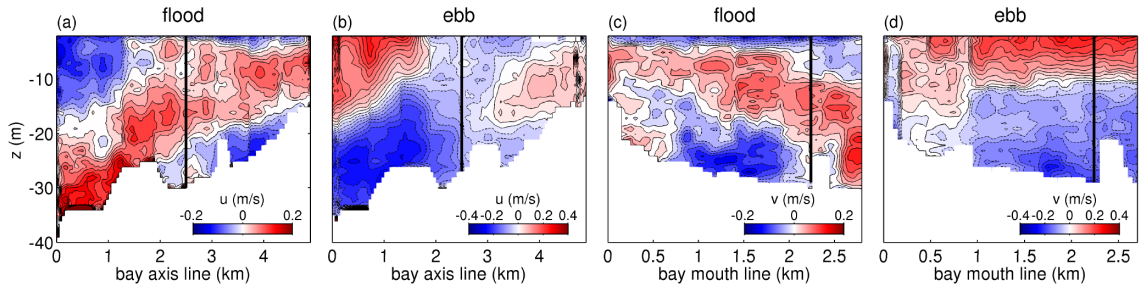 flood
ebb
flood
ebb
(a)
(b)
(c)
(d)
z (m)
-10
-20
-30
-40
u (m/s)
-0.2 0 0.2
u (m/s)
-0.4 -0.2 0 0.2 0.4
v (m/s)
-0.2 0 0.2
v (m/s)
-0.4 -0.2 0 0.2 0.4
0 1 2 3 4
0 1 2 3 4
0 0.5 1 1.5 2 2.5
0 0.5 1 1.5 2 2.5
bay axis line (km)
bay axis line (km)
bay mouth line (km)
bay mouth line (km)